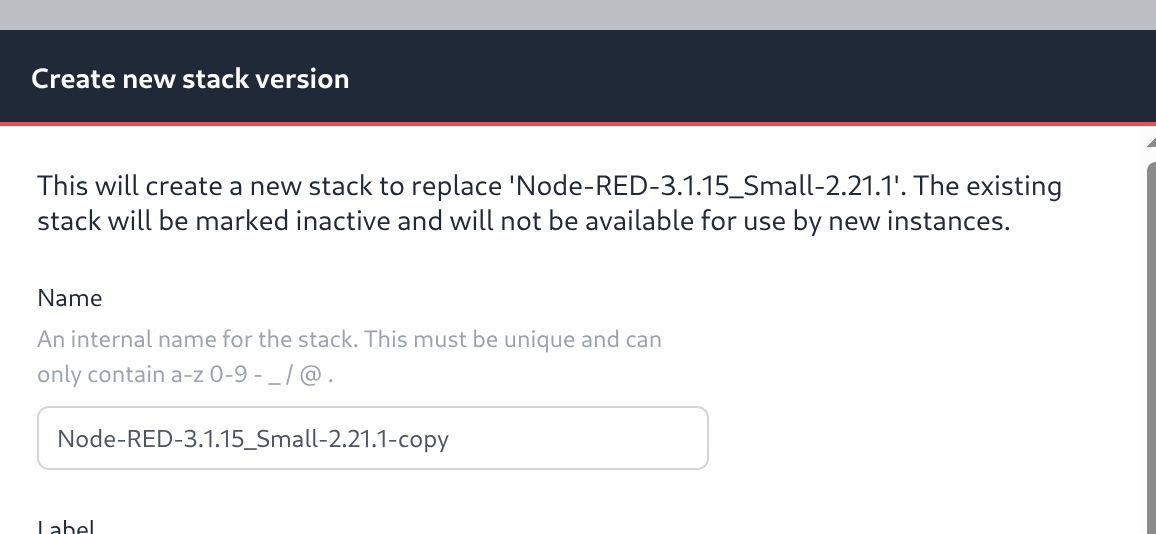 Create new stack version
This will create a new stack to replace 'Node-RED-3.1.15_Small-2.21.1'. The existing
stack will be marked inactive and will not be available for use by new instances.
Name
An internal name for the stack. This must be unique and can
only contain a-z 0-9 - _ / @ .
Node-RED-3.1.15_Small-2.21.1-copy
Label